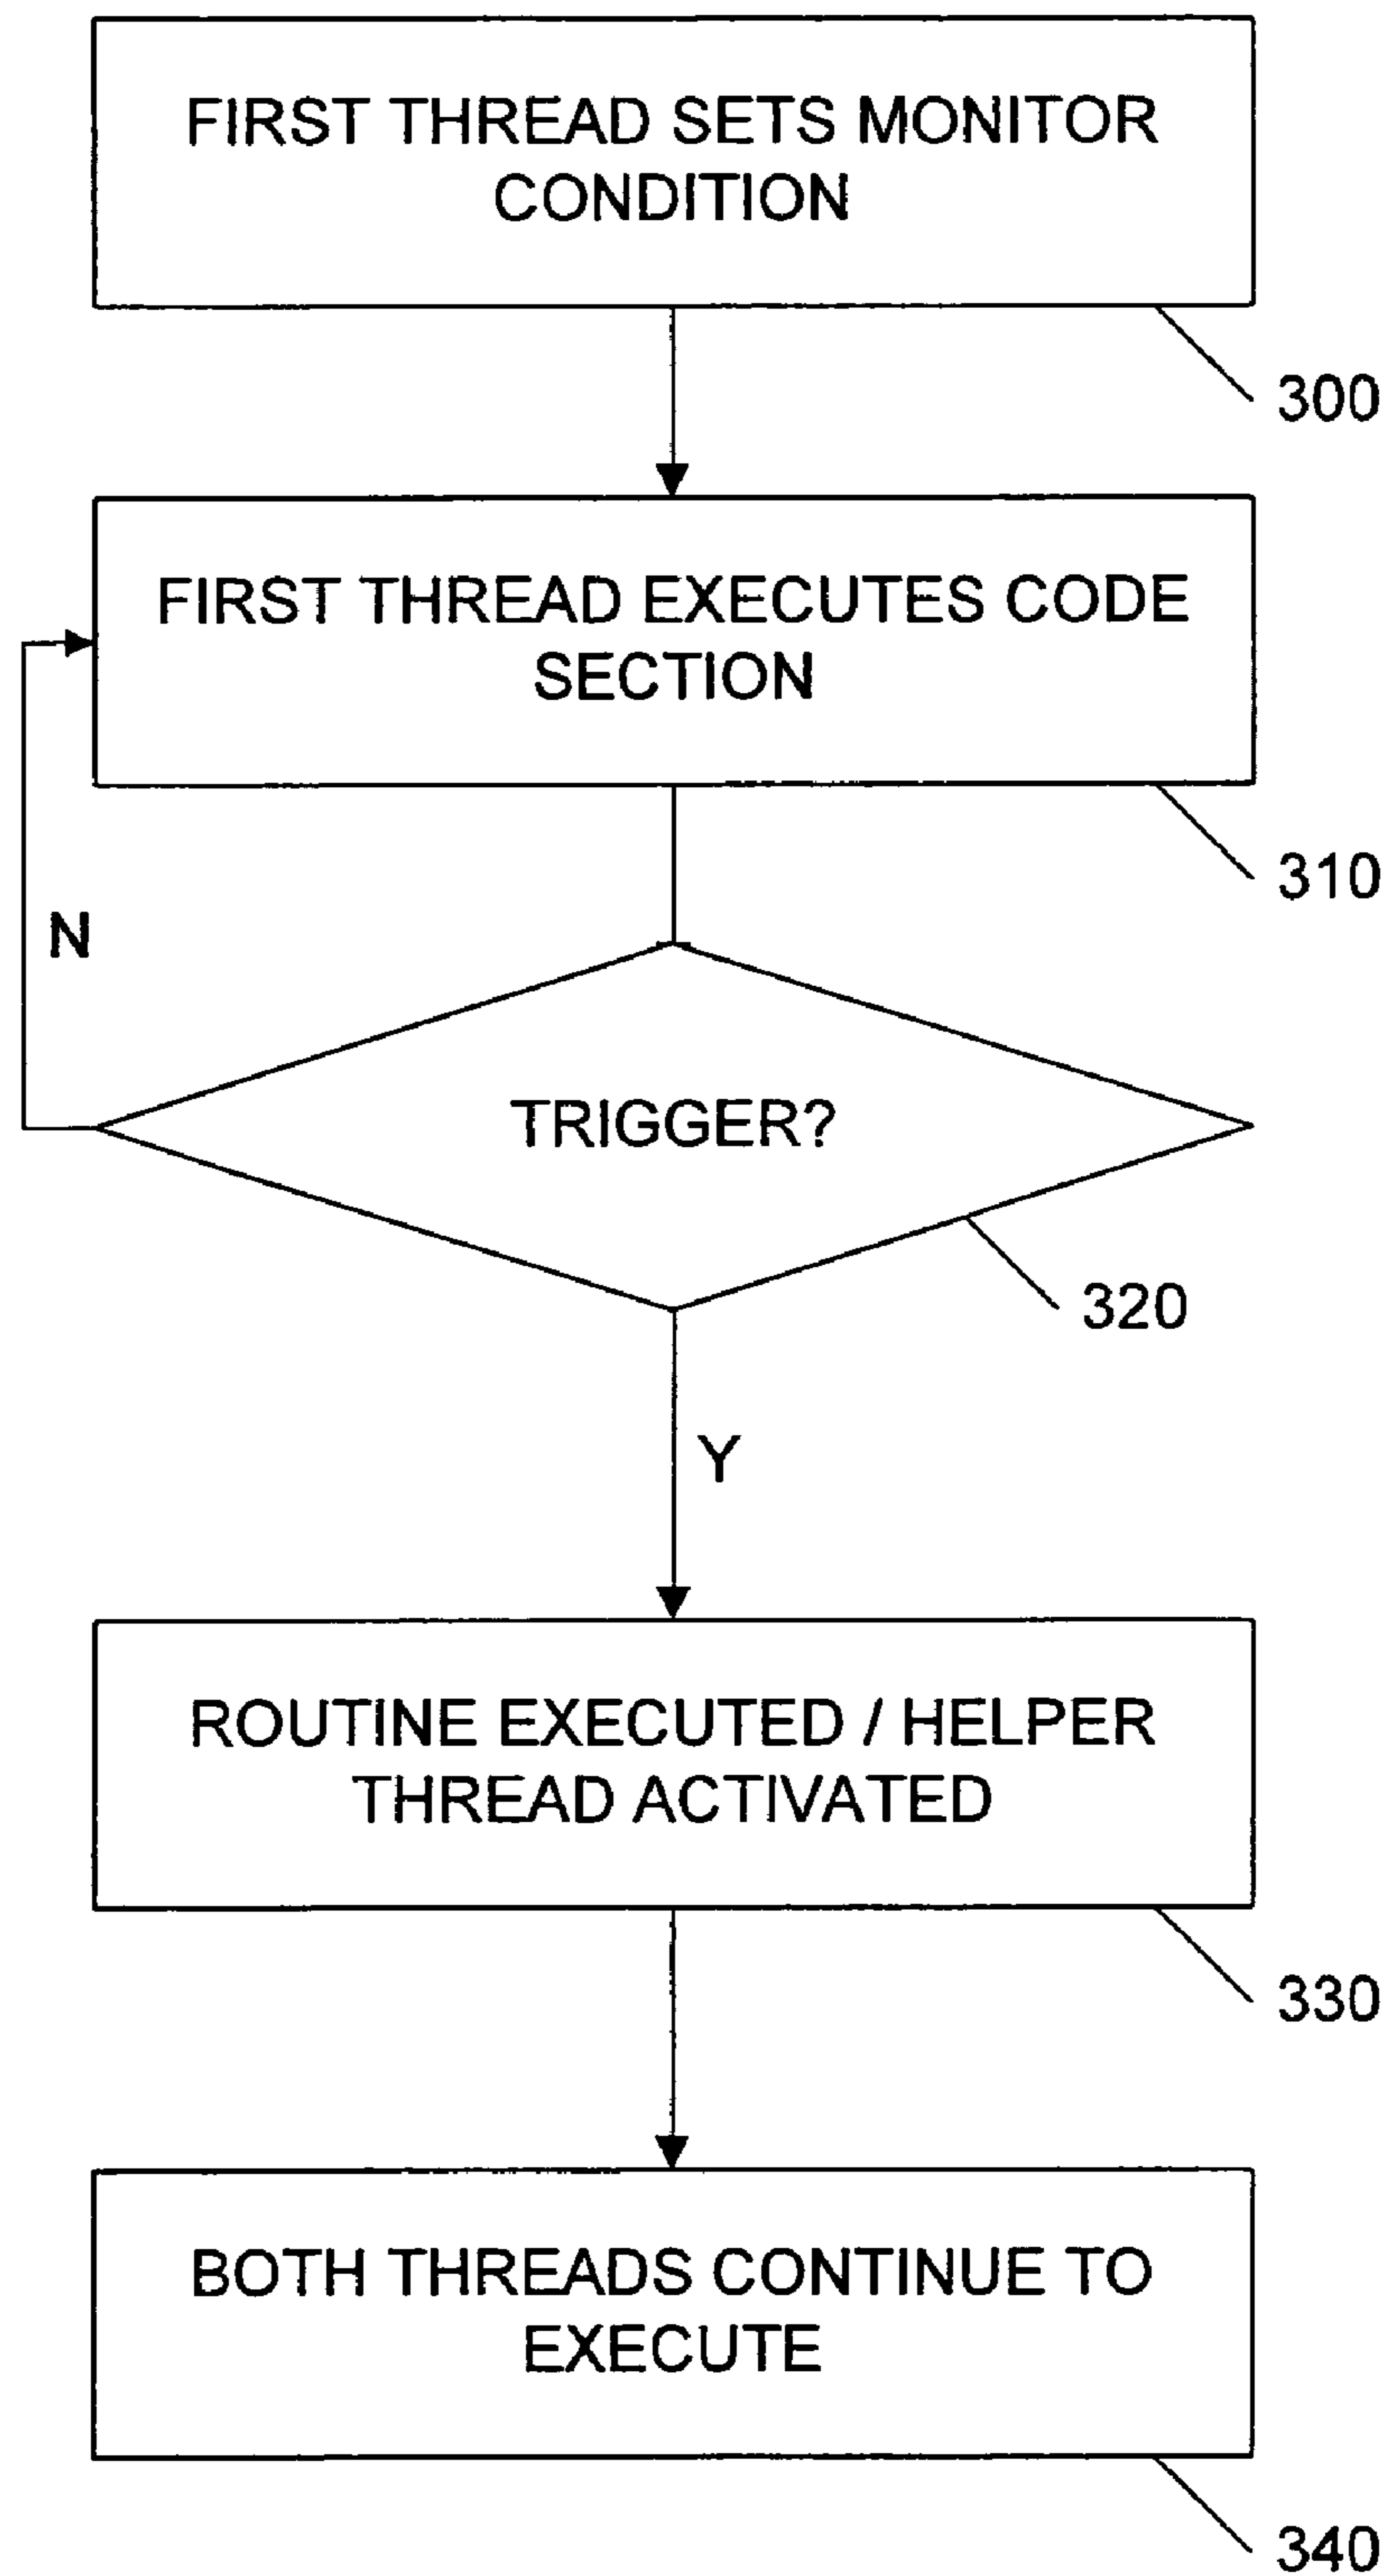 FIRST THREAD SETS MONITOR
CONDITION
300
FIRST THREAD EXECUTES CODE
SECTION
310
N
TRIGGER?
320
Y
ROUTINE EXECUTED / HELPER
THREAD ACTIVATED
330
BOTH THREADS CONTINUE TO
EXECUTE
340